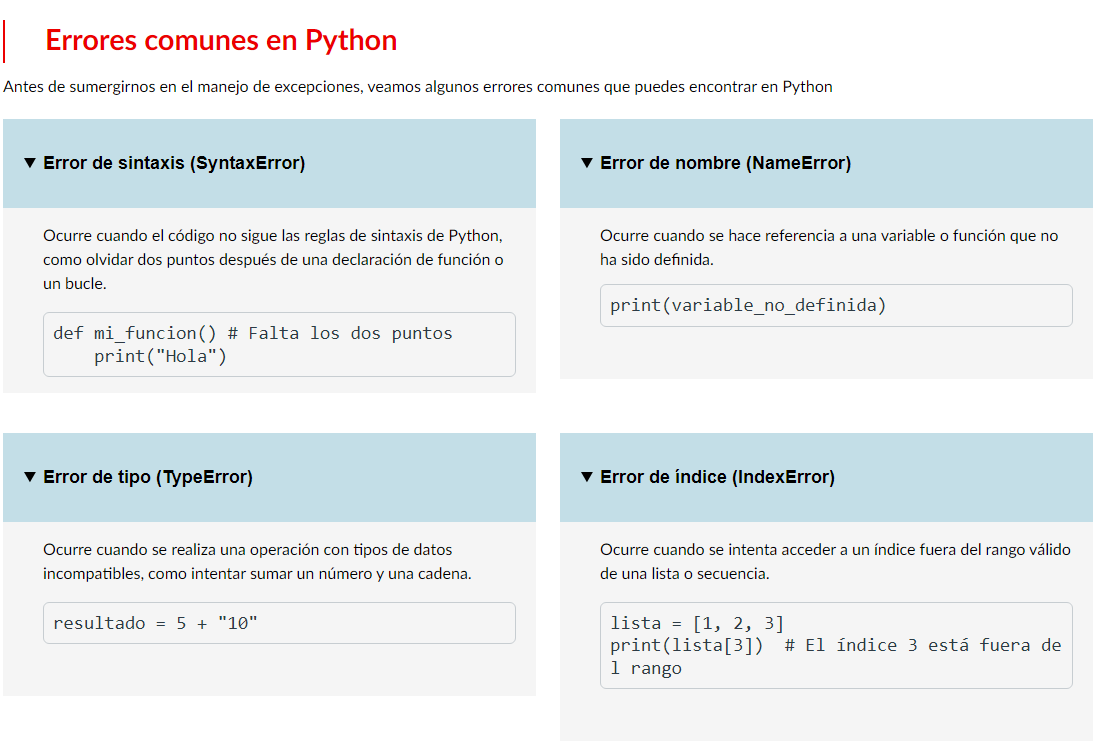 Errores comunes en Python
Antes de sumergirnos en el manejo de excepciones, veamos algunos errores comunes que puedes encontrar en Python
▼ Error de sintaxis (SyntaxError)
Ocurre cuando el código no sigue las reglas de sintaxis de Python,
como olvidar dos puntos después de una declaración de función o
un bucle.
def mi_funcion() # Falta los dos puntos
    print("Hola")
▼ Error de nombre (NameError)
Ocurre cuando se hace referencia a una variable o función que no
ha sido definida.
print(variable_no_definida)
▼ Error de tipo (TypeError)
Ocurre cuando se realiza una operación con tipos de datos
incompatibles, como intentar sumar un número y una cadena.
resultado = 5 + "10"
▼ Error de índice (IndexError)
Ocurre cuando se intenta acceder a un índice fuera del rango válido
de una lista o secuencia.
lista = [1, 2, 3]
print(lista[3])  # El índice 3 está fuera de
l rango